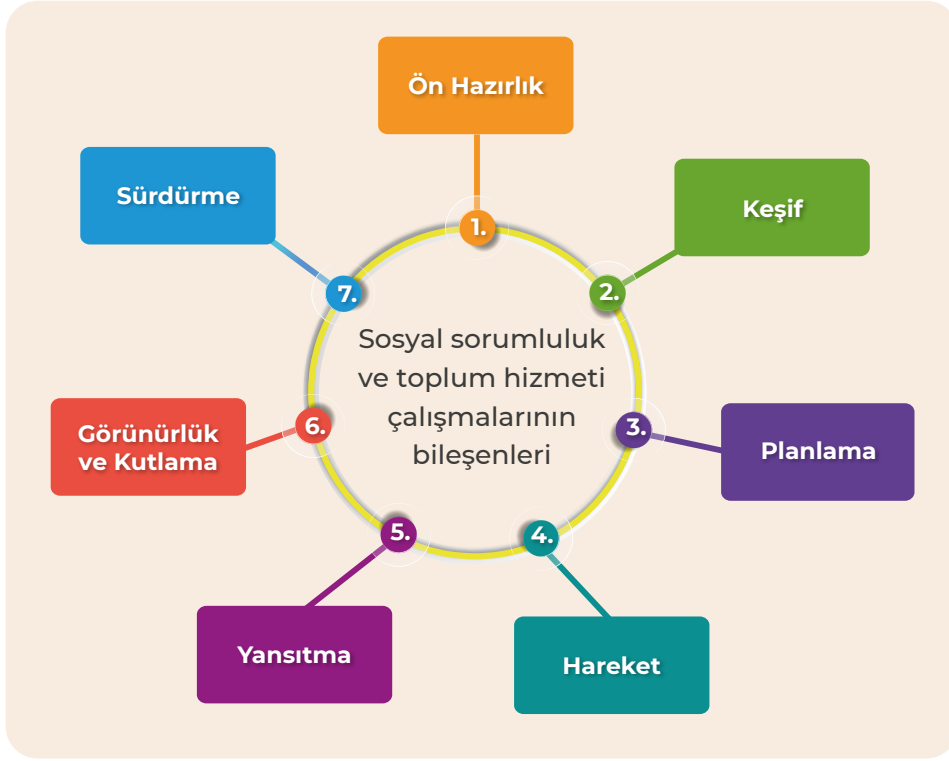 Sosyal sorumluluk
ve toplum hizmeti
çalışmalarının
bileşenleri
1.
Ön Hazırlık
2.
Keşif
3.
Planlama
4.
Hareket
5.
Yansıtma
6.
Görünürlük
ve Kutlama
7.
Sürdürme